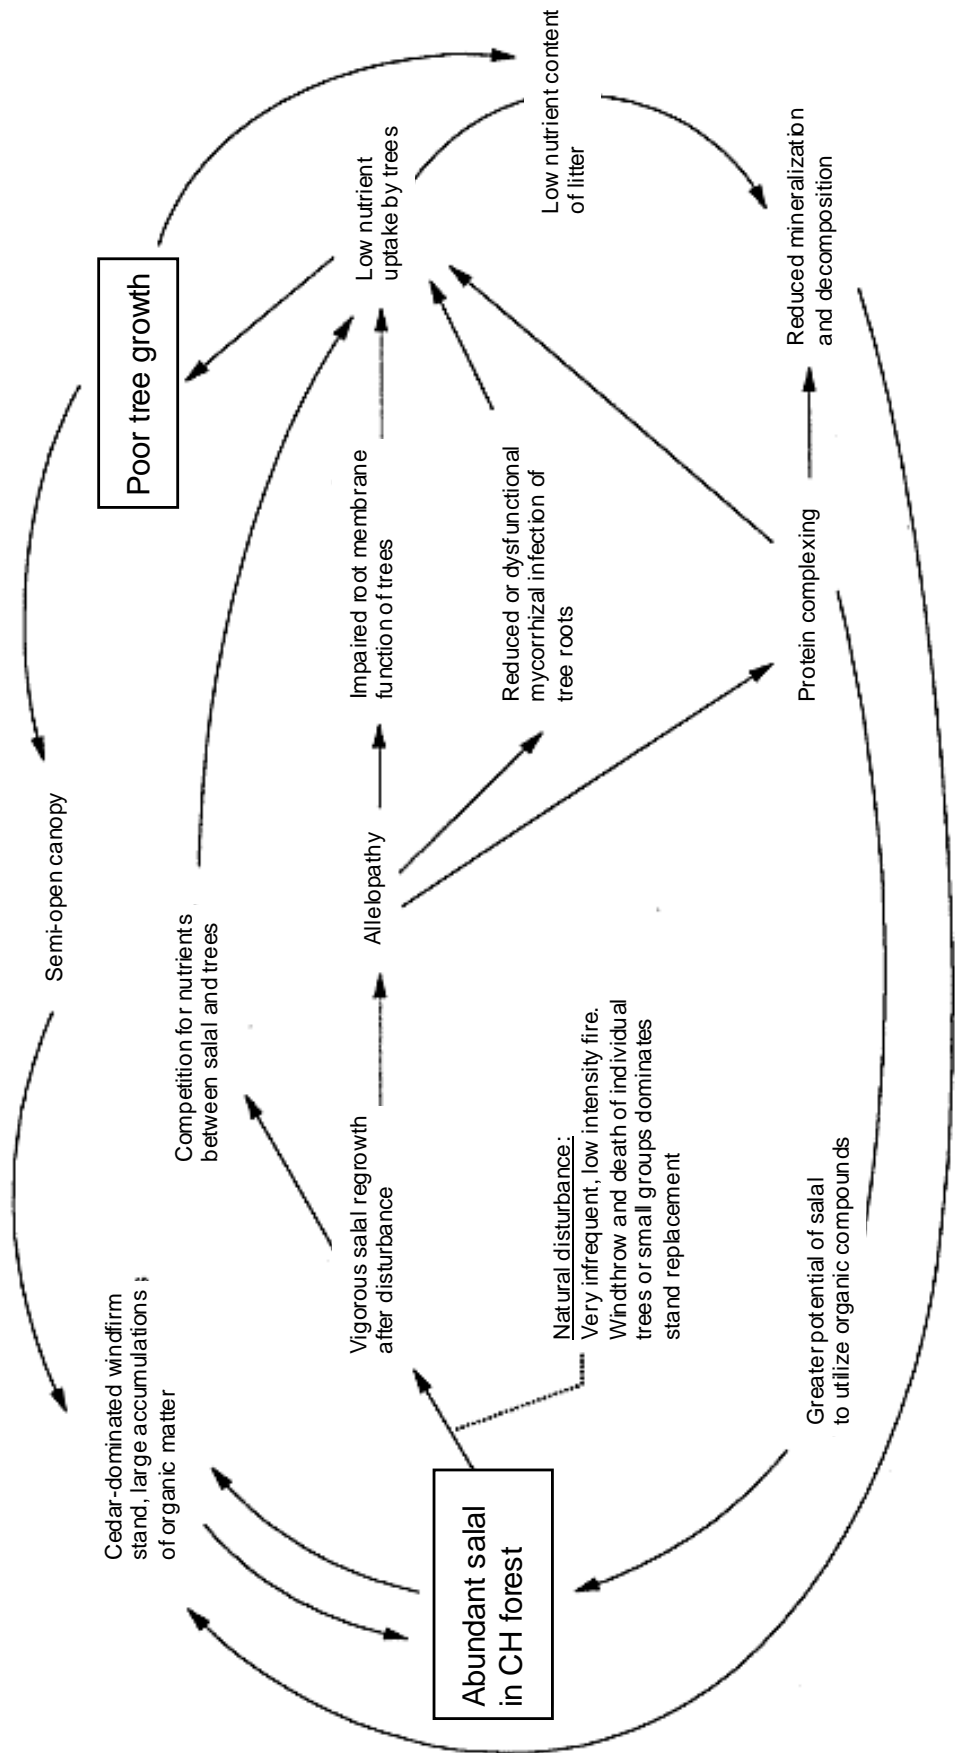 Cedar-dominated windfirm
stand, large accumulations
of organic matter
Semi-open canopy
Poor tree growth
Competition for nutrients
between salal and trees
Abundant salal
in CH forest
Vigorous salal regrowth
after disturbance
Allelopathy
Impaired root membrane
function of trees
Low nutrient
uptake by trees
Natural disturbance:
Very infrequent, low intensity fire.
Windthrow and death of individual
trees or small groups dominates
stand replacement
Reduced or dysfunctional
mycorrhizal infection of
tree roots
Low nutrient content
of litter
Greater potential of salal
to utilize organic compounds
Protein complexing
Reduced mineralization
and decomposition